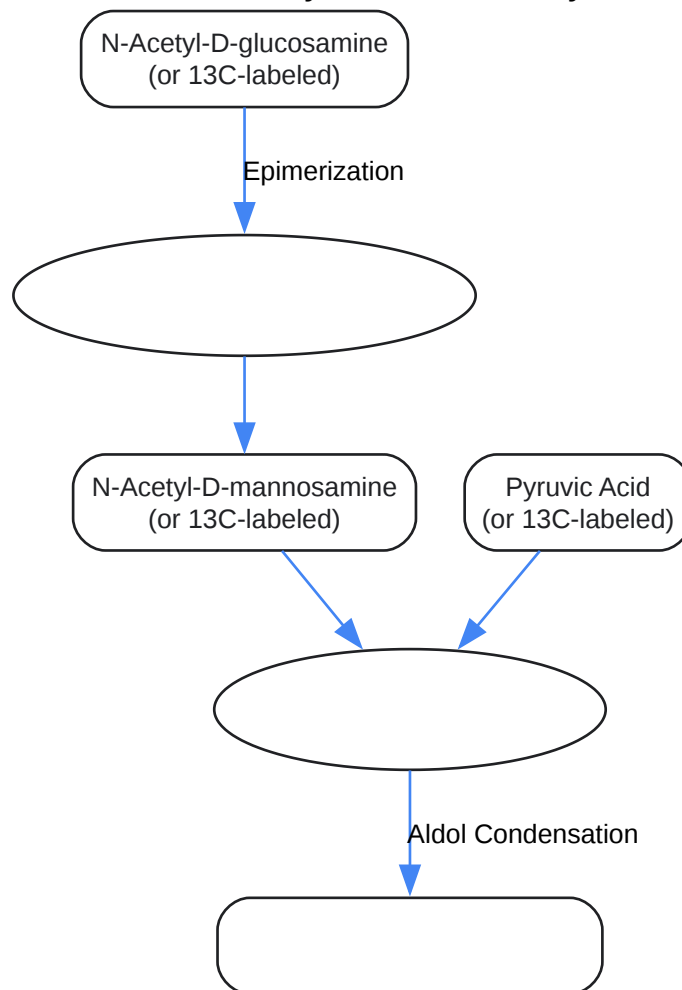 N-Acetyl-D-glucosamine
(or 13C-labeled)
Epimerization
N-Acetyl-D-mannosamine
(or 13C-labeled)
Pyruvic Acid
(or 13C-labeled)
Aldol Condensation